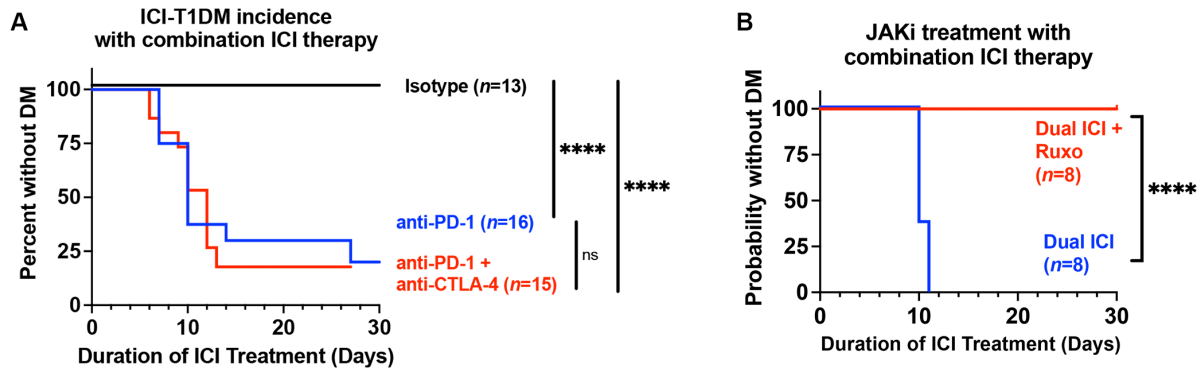 A
ICI-T1DM incidence
with combination ICI therapy
Percent without DM
100
75
50
25
0
0
10
20
30
Duration of ICI Treatment (Days)
Isotype (n=13)
anti-PD-1 (n=16)
anti-PD-1 +
anti-CTLA-4 (n=15)
****
ns
****
B
JAKi treatment with
combination ICI therapy
Probability without DM
100
75
50
25
0
0
10
20
30
Duration of ICI Treatment (Days)
Dual ICI +
Ruxo
(n=8)
Dual ICI
(n=8)
****